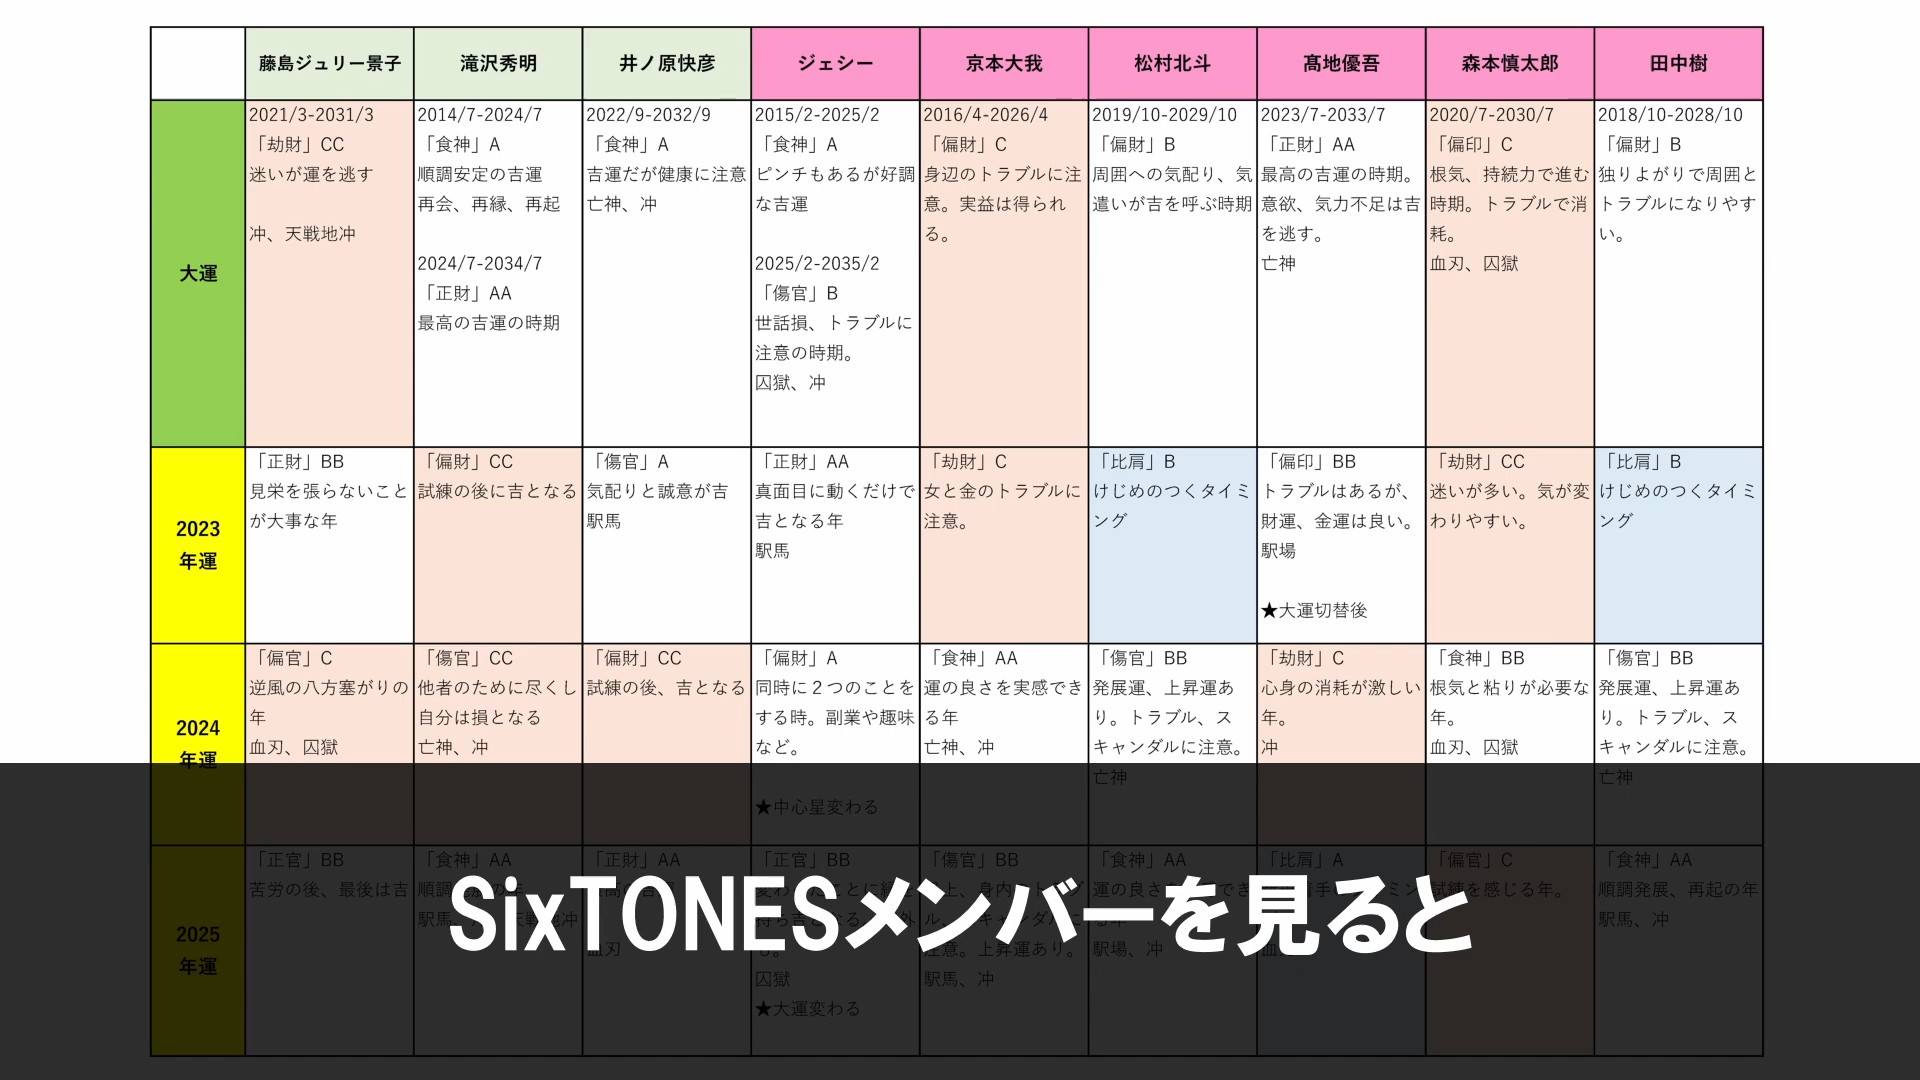 藤島ジュリー景子 滝沢秀明 井ノ原快彦 ジェシー 京本大我 松村北斗 髙地優吾 森本慎太郎 田中樹
大運
2021/3-2031/3
「劫財」CC
迷いが運を逃す
冲、天戦地冲
2014/7-2024/7
「食神」A
順調安定の吉運
再会、再縁、再起
2024/7-2034/7
「正財」AA
最高の吉運の時期
2022/9-2032/9
「食神」A
吉運だが健康に注意
亡神、冲
2015/2-2025/2
「食神」A
ピンチもあるが好調
な吉運
2025/2-2035/2
「傷官」B
世話損、トラブルに
注意の時期。
囚獄、冲
2016/4-2026/4
「偏財」C
身辺のトラブルに注
意。実益は得られ
る。
2019/10-2029/10
「偏財」B
周囲への気配り、気
遣いが吉を呼ぶ時期
2023/7-2033/7
「正財」AA
最高の吉運の時期。
意欲、気力不足は吉
を逃す。
亡神
2020/7-2030/7
「偏印」C
根気、持続力で進む
時期。トラブルで消
耗。
血刃、囚獄
2018/10-2028/10
「偏財」B
独りよがりで周囲と
トラブルになりやす
い。
2023
年運
「正財」BB
見栄を張らないこと
が大事な年
「偏財」CC
試練の後に吉となる
「傷官」A
気配りと誠意が吉
駅馬
「正財」AA
真面目に動くだけで
吉となる年
駅馬
「劫財」C
女と金のトラブルに
注意。
「比肩」B
けじめのつくタイミ
ング
「偏印」BB
トラブルはあるが、
財運、金運は良い。
駅場
★大運切替後
「劫財」CC
迷いが多い。気が変
わりやすい。
「比肩」B
けじめのつくタイミ
ング
2024
年運
「偏官」C
逆風の八方塞がりの
年
血刃、囚獄
「傷官」CC
他者のために尽くし
自分は損となる
亡神、冲
「偏財」CC
試練の後、吉となる
「偏財」A
同時に２つのことを
する時。副業や趣味
など。
★中心星変わる
「食神」AA
運の良さを実感でき
る年
亡神、冲
「傷官」BB
発展運、上昇運あ
り。トラブル、ス
キャンダルに注意。
亡神
「劫財」C
心身の消耗が激しい
年。
冲
「食神」BB
根気と粘りが必要な
年。
血刃、囚獄
「傷官」BB
発展運、上昇運あ
り。トラブル、ス
キャンダルに注意。
亡神
2025
年運
「正官」BB
苦労の後、最後は吉
「食神」AA
「正財」AA
「正官」BB
囚獄
★大運変わる
「傷官」BB
注意。上昇運あり。
駅馬、冲
「食神」AA
駅場、冲
「比肩」A
「偏官」C
試練を感じる年。
「食神」AA
順調発展、再起の年
駅馬、冲
SixTONESメンバーを見ると